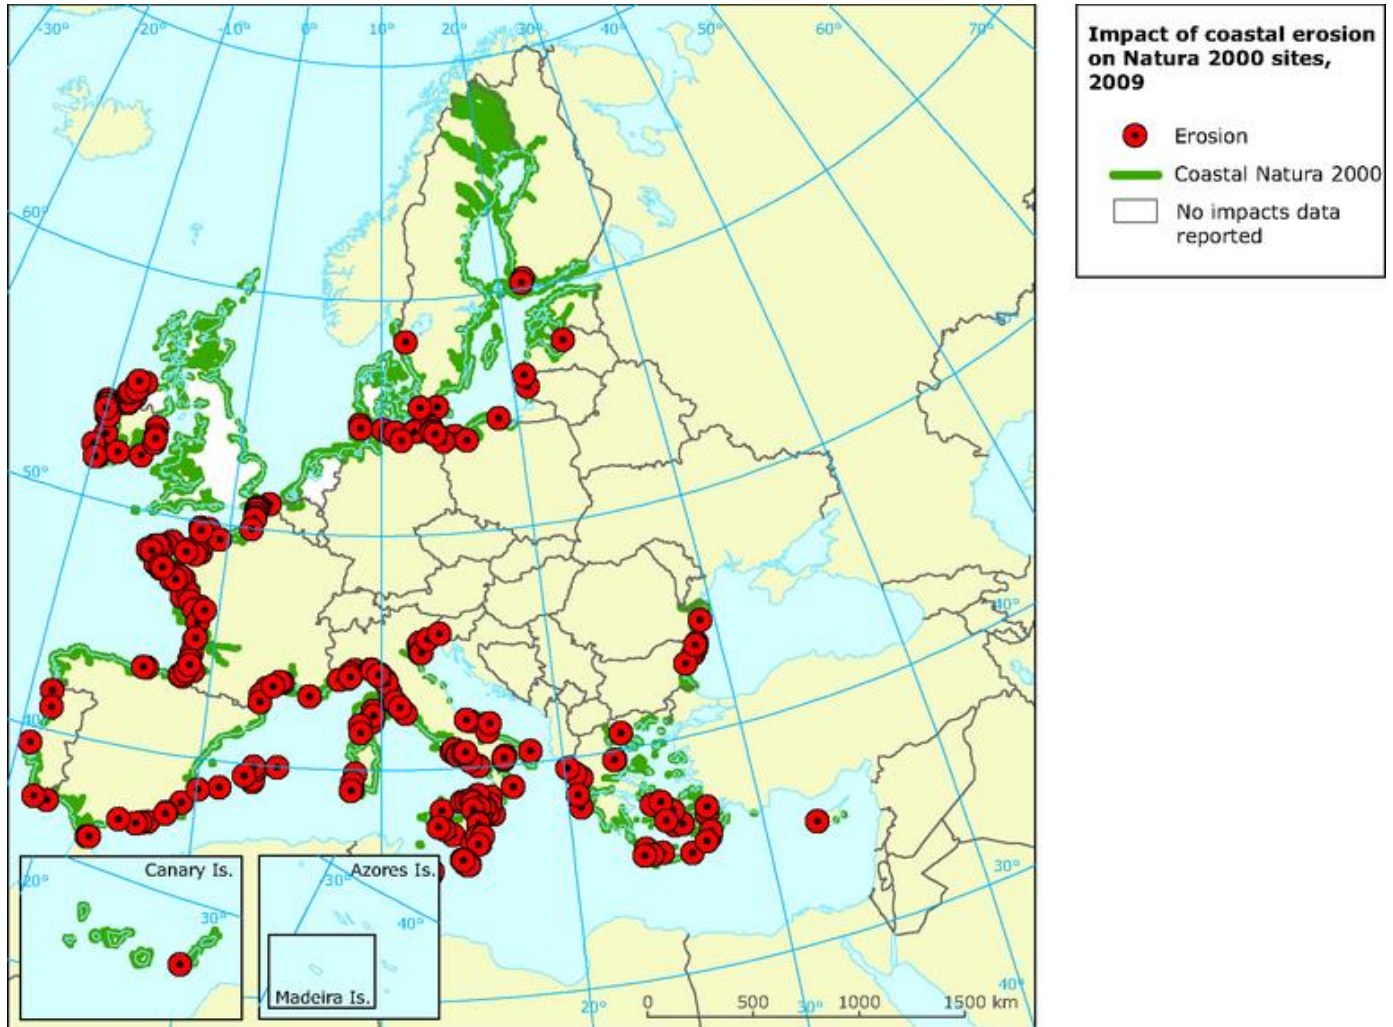 -30°
-20°
-10°
0°
10°
20°
30°
40°
50°
60°
70°
60°
50°
50°
40°
40°
Canary Is.
-20°
30°
Azores Is.
-30°
40°
Madeira Is.
30°
40°
20°
30°
0 500 1000 1500 km
Impact of coastal erosion
on Natura 2000 sites,
2009
Erosion
Coastal Natura 2000
No impacts data
reported